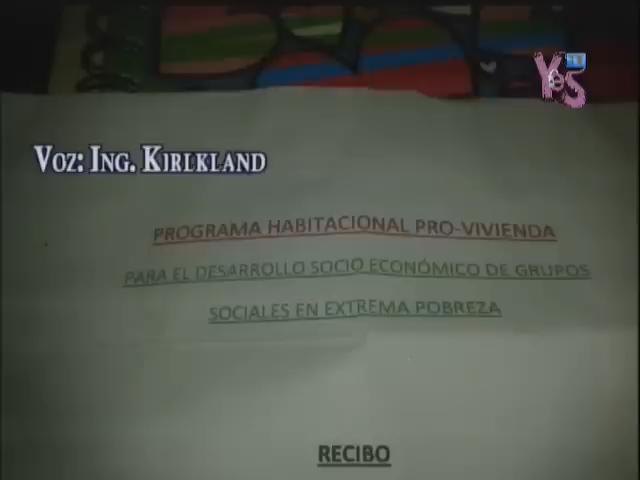 Voz: Ing. Kirlkland
PROGRAMA HABITACIONAL PRO-VIVIENDA
PARA EL DESARROLLO SOCIO ECONÓMICO DE GRUPOS
SOCIALES EN EXTREMA POBREZA
RECIBO